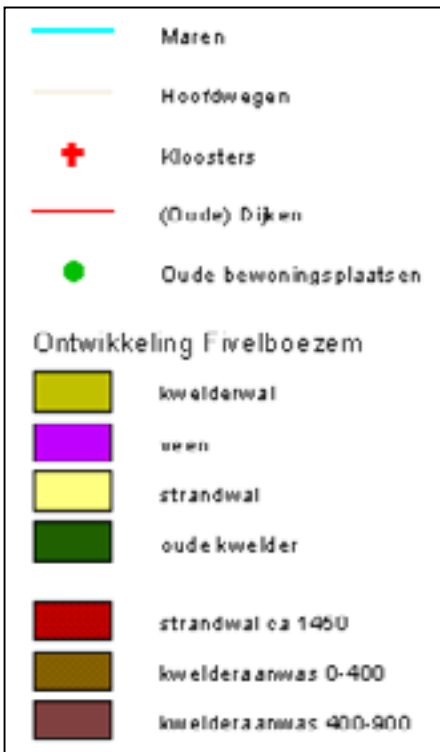 Maren
Hoofdwegen
Kloosters
(Oude) Dijken
Oude bewoningsplaatsen
Ontwikkeling Fivelboezem
kwelderwal
veen
strandwal
oude kwelder
strandwal ca 1450
kwelderaanwas 0-400
kwelderaanwas 400-900